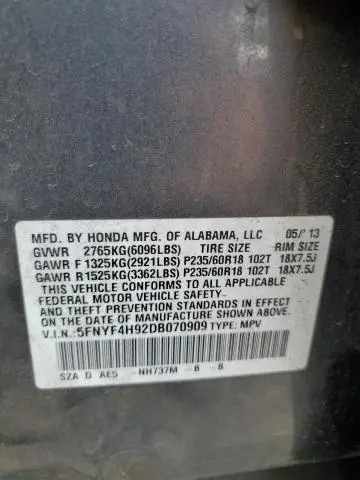 MFD. BY HONDA MFG. OF ALABAMA, LLC 05/'13
GVWR 2765KG(6096LBS) TIRE SIZE RIM SIZE
GAWR F 1325KG(2921LBS) P235/60R18 102T 18X7.5J
GAWR R1525KG(3362LBS) P235/60R18 102T 18X7.5J
THIS VEHICLE CONFORMS TO ALL APPLICABLE
FEDERAL MOTOR VEHICLE SAFETY AND THEFT
PREVENTION STANDARDS IN EFFECT ON THE
DATE OF MANUFACTURE SHOWN ABOVE.
V.I.N.:5FNYF4H92DB070909 TYPE: MPV
SZA D AE5 NH737M - B - B